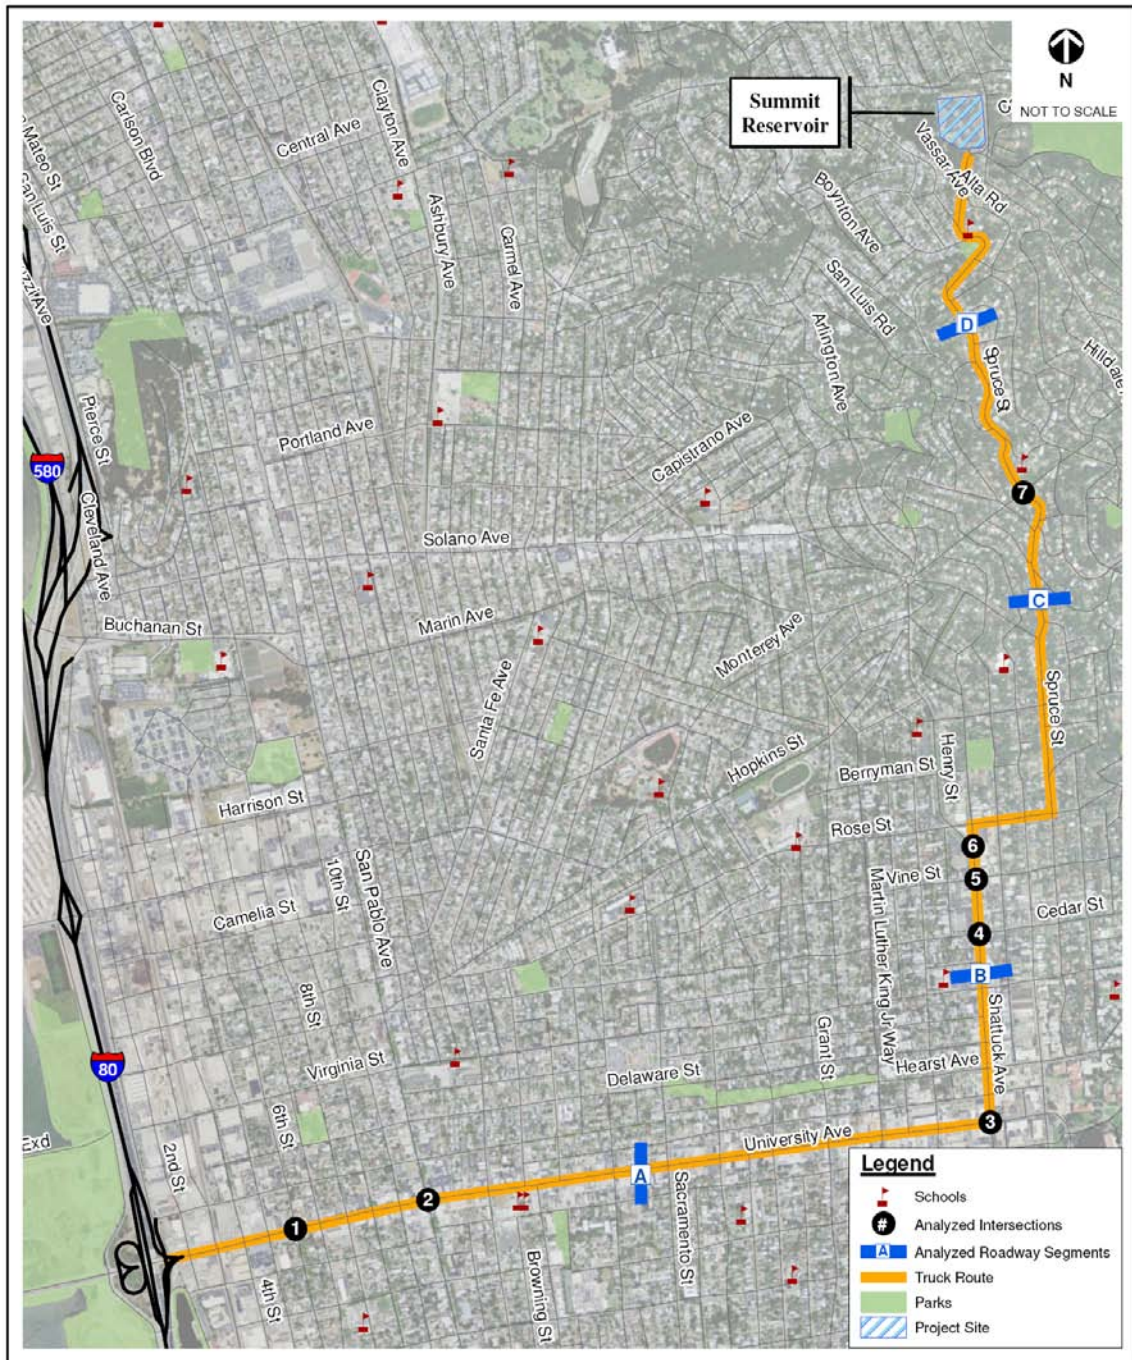 N
NOT TO SCALE
Summit
Reservoir
Carlson Blvd
Central Ave
Clayton Ave
Mateo St
San Luis St
Ashbury Ave
Carmel Ave
Vassar Ave
Alta Rd
Boynton Ave
San Luis Rd
Arlington Ave
D
Spruce St
Pierce St
580
Portland Ave
Capistrano Ave
7
Cleveland Ave
Solano Ave
C
Buchanan St
Marin Ave
Monterey Ave
Santa Fe Ave
Spruce St
Hopkins St
Berryman St
Henry St
Harrison St
Rose St
6
10th St
San Pablo Ave
Vine St
5
Martin Luther King Jr Way
Camelia St
Cedar St
4
B
8th St
Shattuck Ave
80
Virginia St
Delaware St
Grant St
Hearst Ave
6th St
3
2nd St
University Ave
A
Sacramento St
2
1
4th St
Browning St
Legend
Schools
# Analyzed Intersections
A Analyzed Roadway Segments
Truck Route
Parks
Project Site